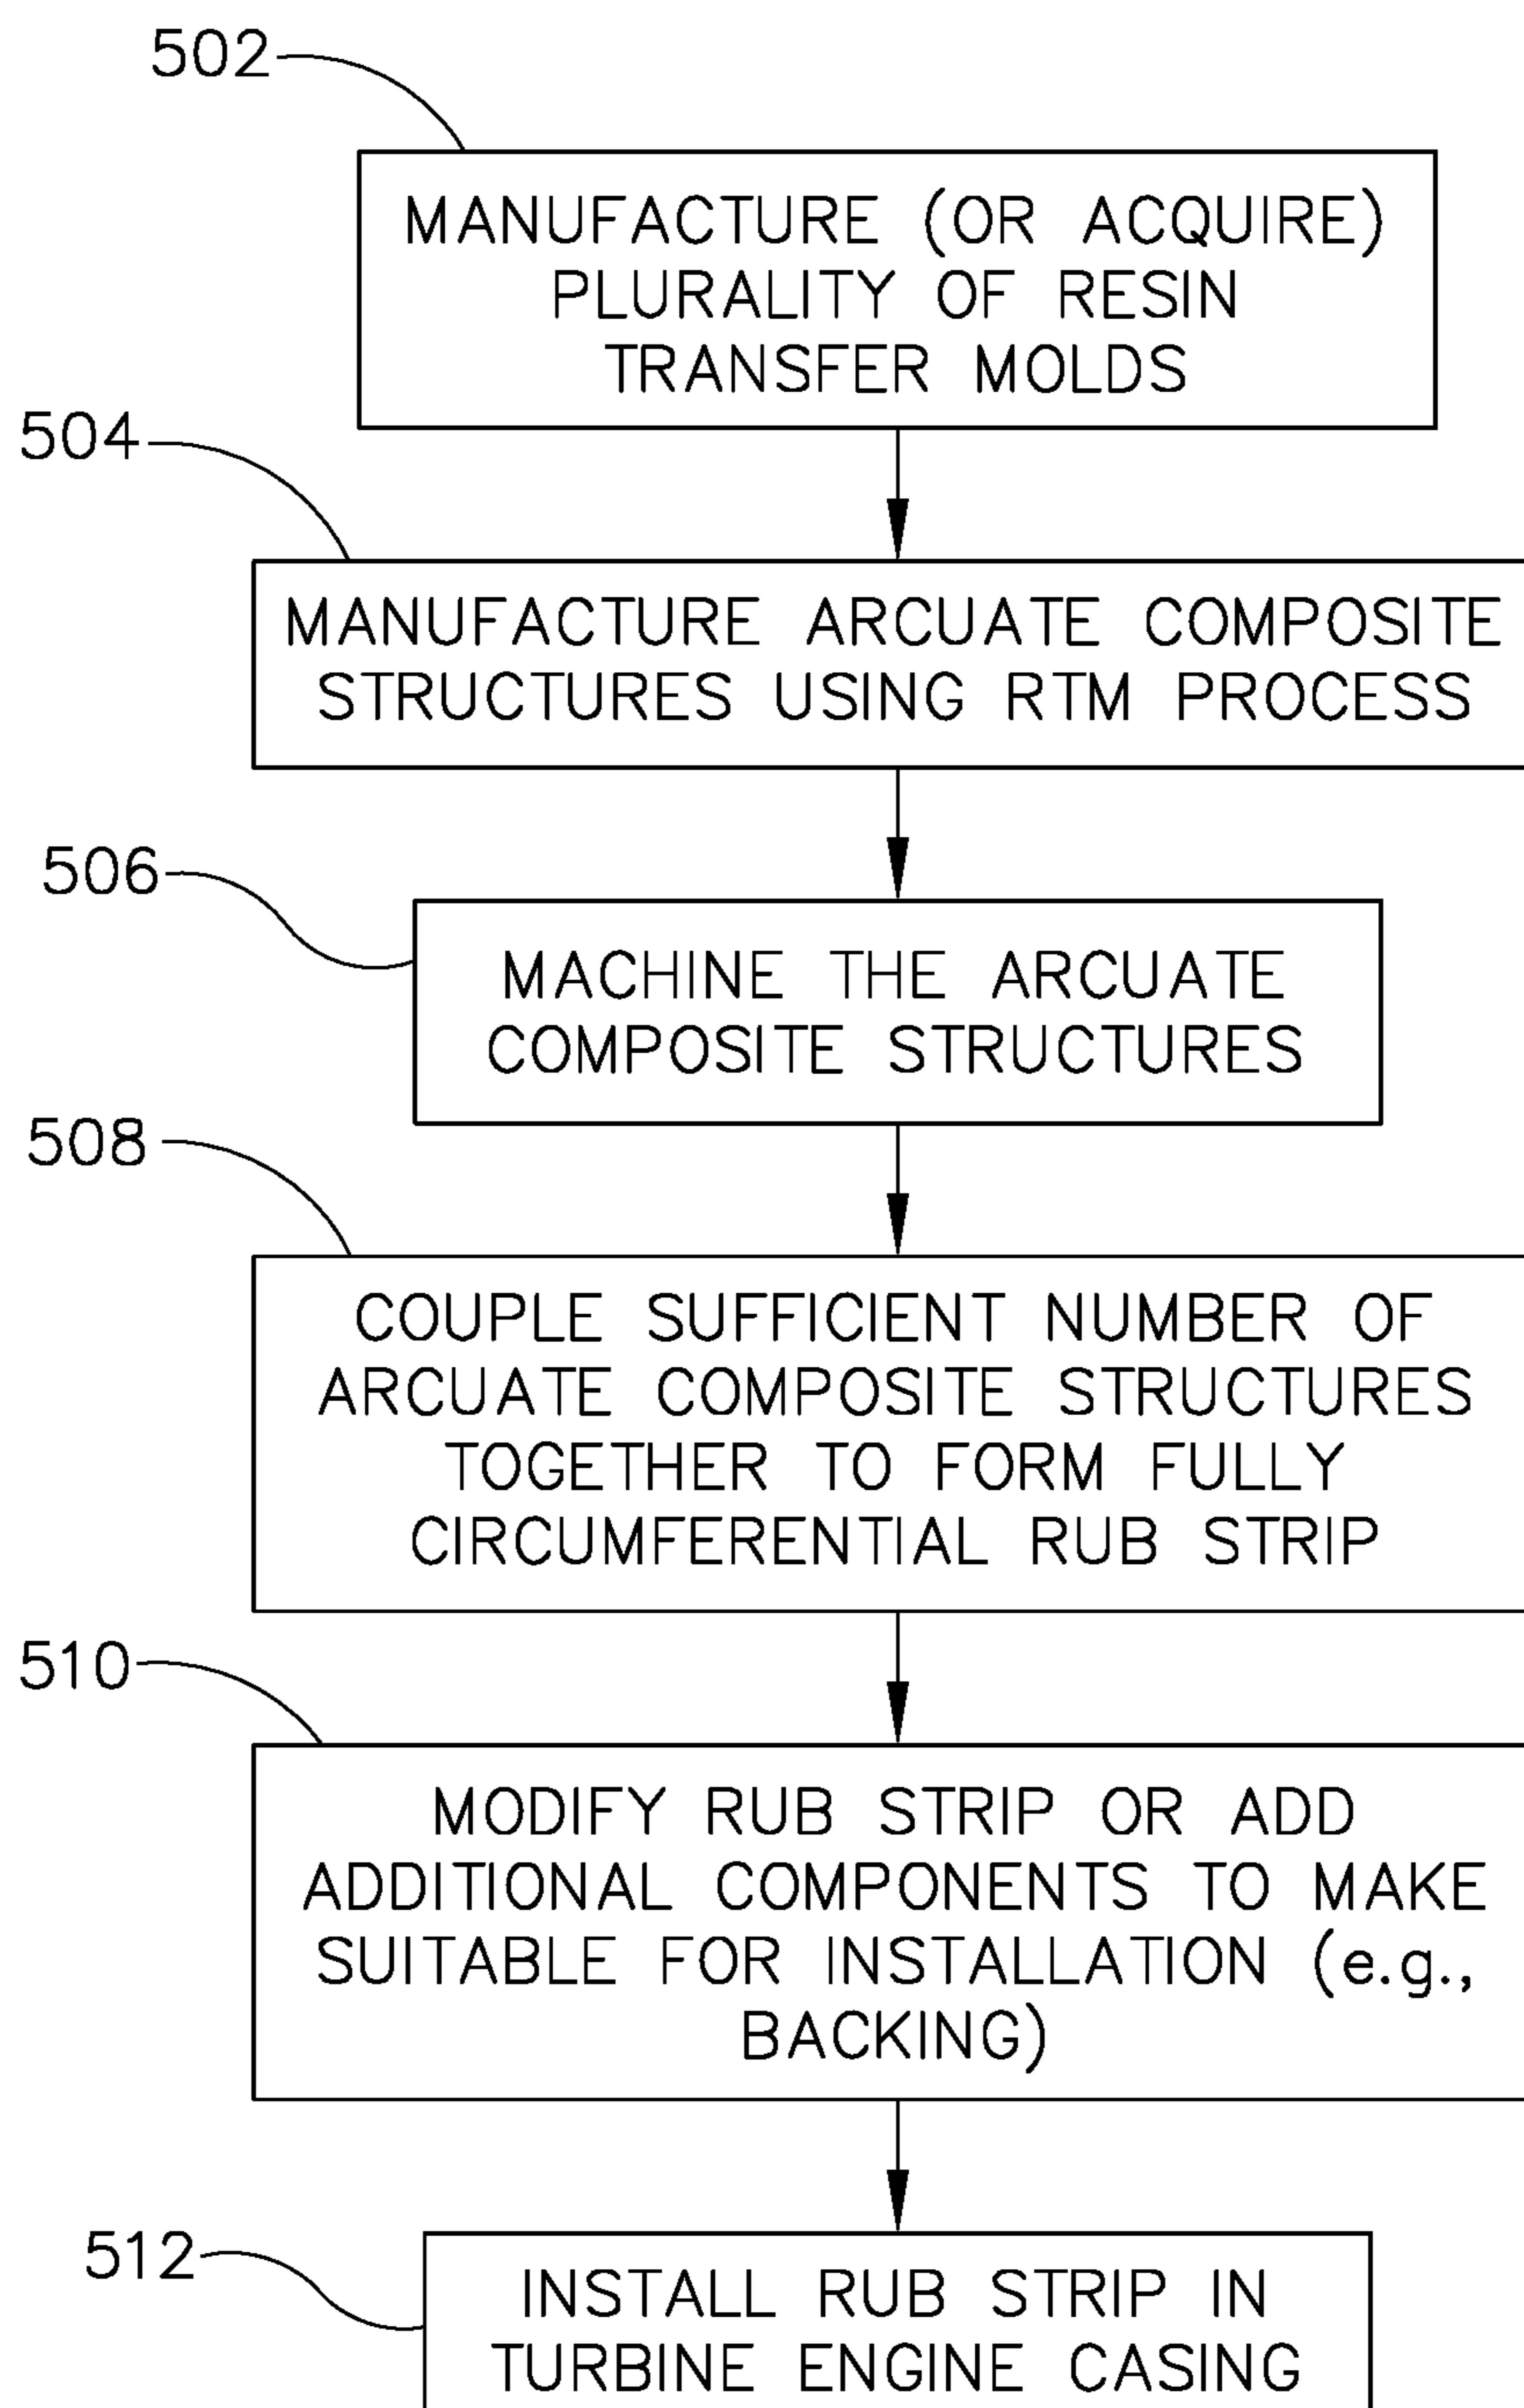 502
MANUFACTURE (OR ACQUIRE)
PLURALITY OF RESIN
TRANSFER MOLDS
504
MANUFACTURE ARCUATE COMPOSITE
STRUCTURES USING RTM PROCESS
506
MACHINE THE ARCUATE
COMPOSITE STRUCTURES
508
COUPLE SUFFICIENT NUMBER OF
ARCUATE COMPOSITE STRUCTURES
TOGETHER TO FORM FULLY
CIRCUMFERENTIAL RUB STRIP
510
MODIFY RUB STRIP OR ADD
ADDITIONAL COMPONENTS TO MAKE
SUITABLE FOR INSTALLATION (e.g.,
BACKING)
512
INSTALL RUB STRIP IN
TURBINE ENGINE CASING